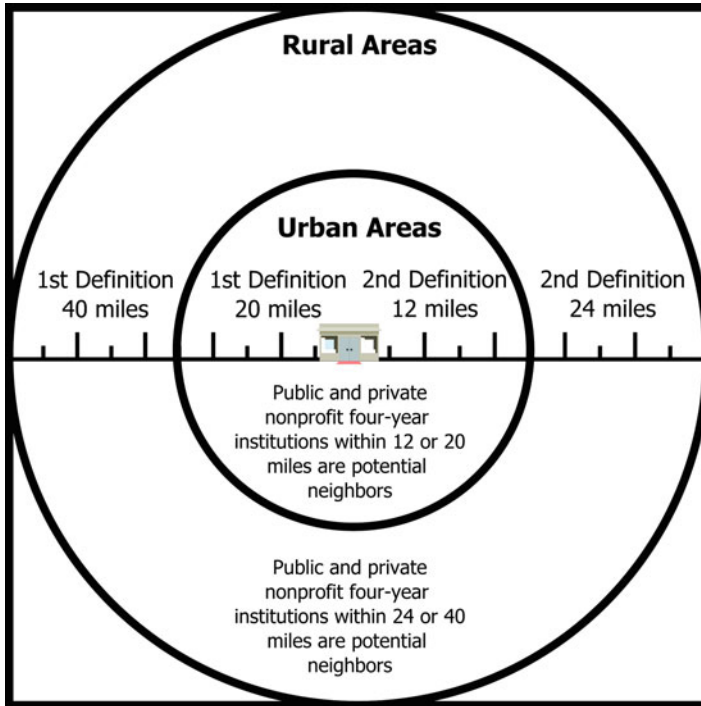 Rural Areas
Urban Areas
1st Definition
40 miles
1st Definition
20 miles
2nd Definition
12 miles
2nd Definition
24 miles
Public and private
nonprofit four-year
institutions within 12 or 20
miles are potential
neighbors
Public and private
nonprofit four-year
institutions within 24 or 40
miles are potential
neighbors